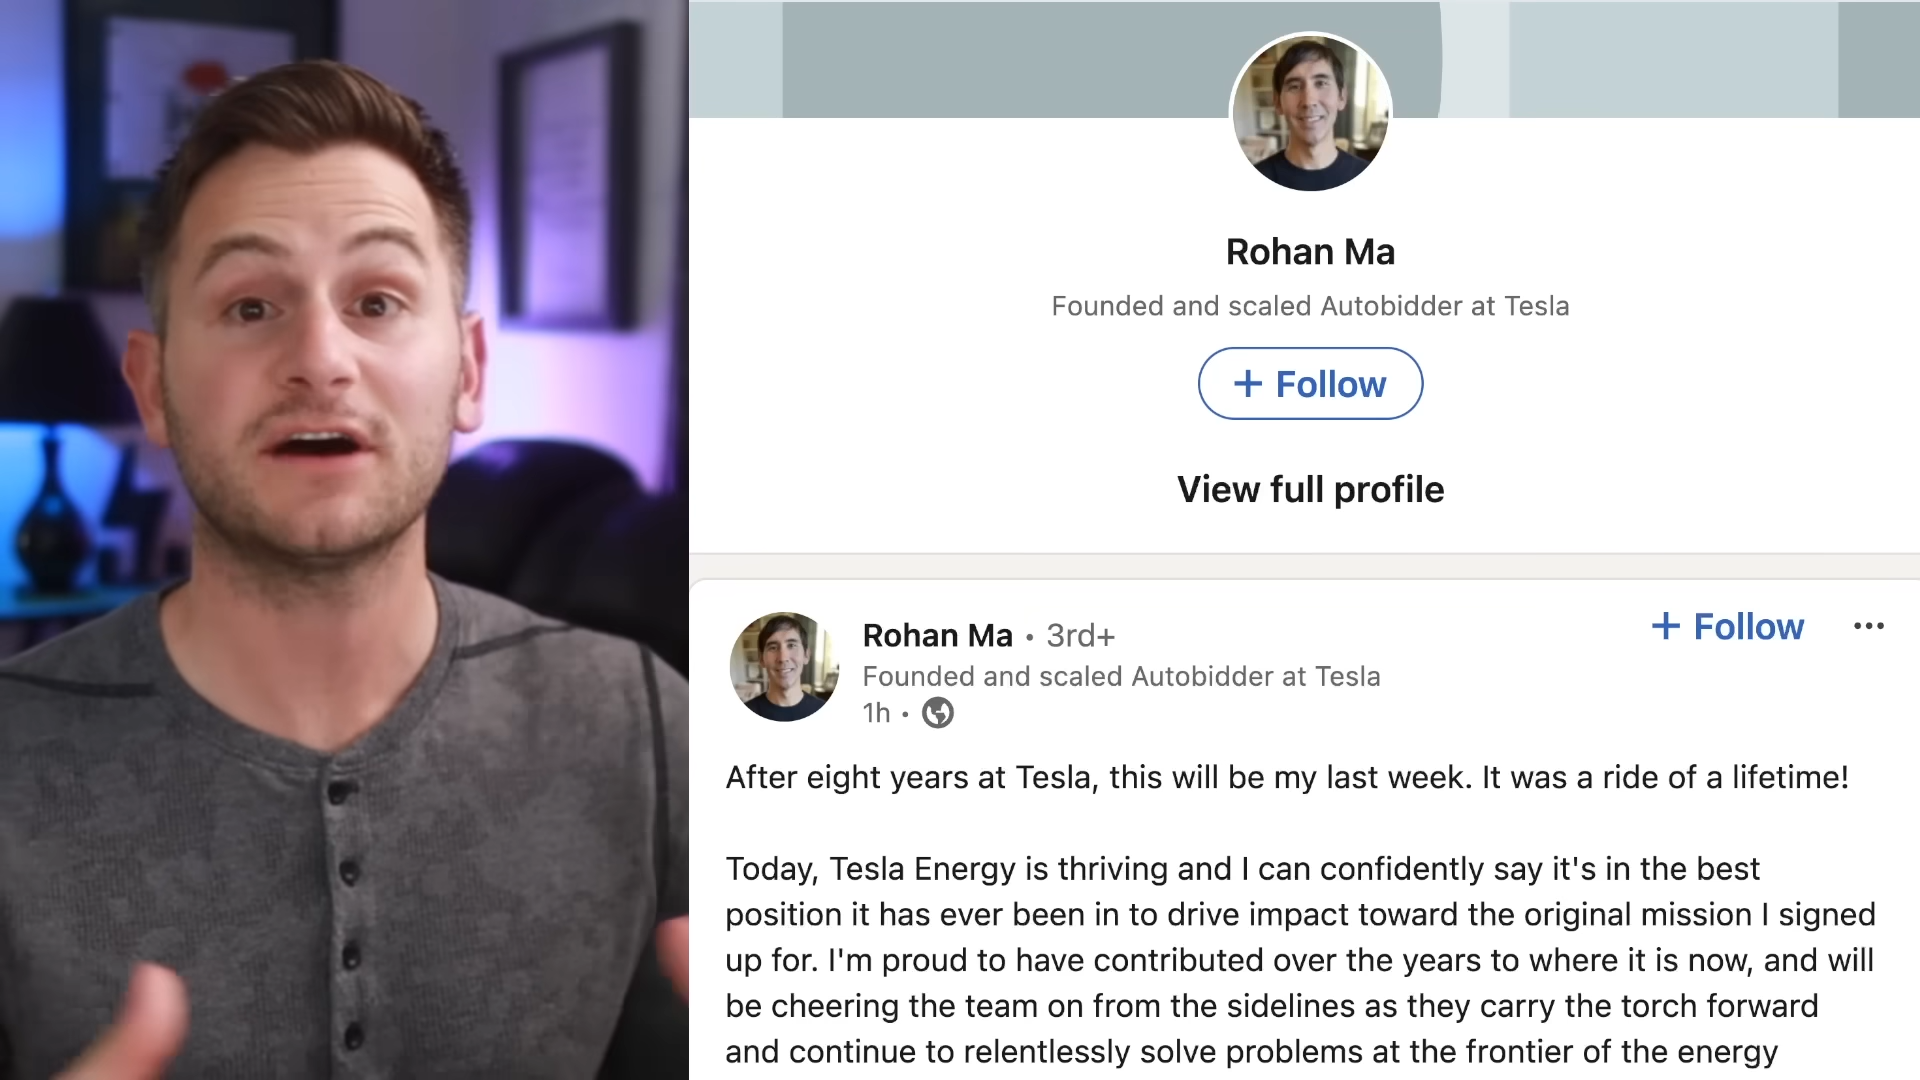 Rohan Ma
Founded and scaled Autobidder at Tesla
+ Follow
View full profile
Rohan Ma • 3rd+
Founded and scaled Autobidder at Tesla
1h •
+ Follow ...
After eight years at Tesla, this will be my last week. It was a ride of a lifetime!
Today, Tesla Energy is thriving and I can confidently say it's in the best
position it has ever been in to drive impact toward the original mission I signed
up for. I'm proud to have contributed over the years to where it is now, and will
be cheering the team on from the sidelines as they carry the torch forward
and continue to relentlessly solve problems at the frontier of the energy